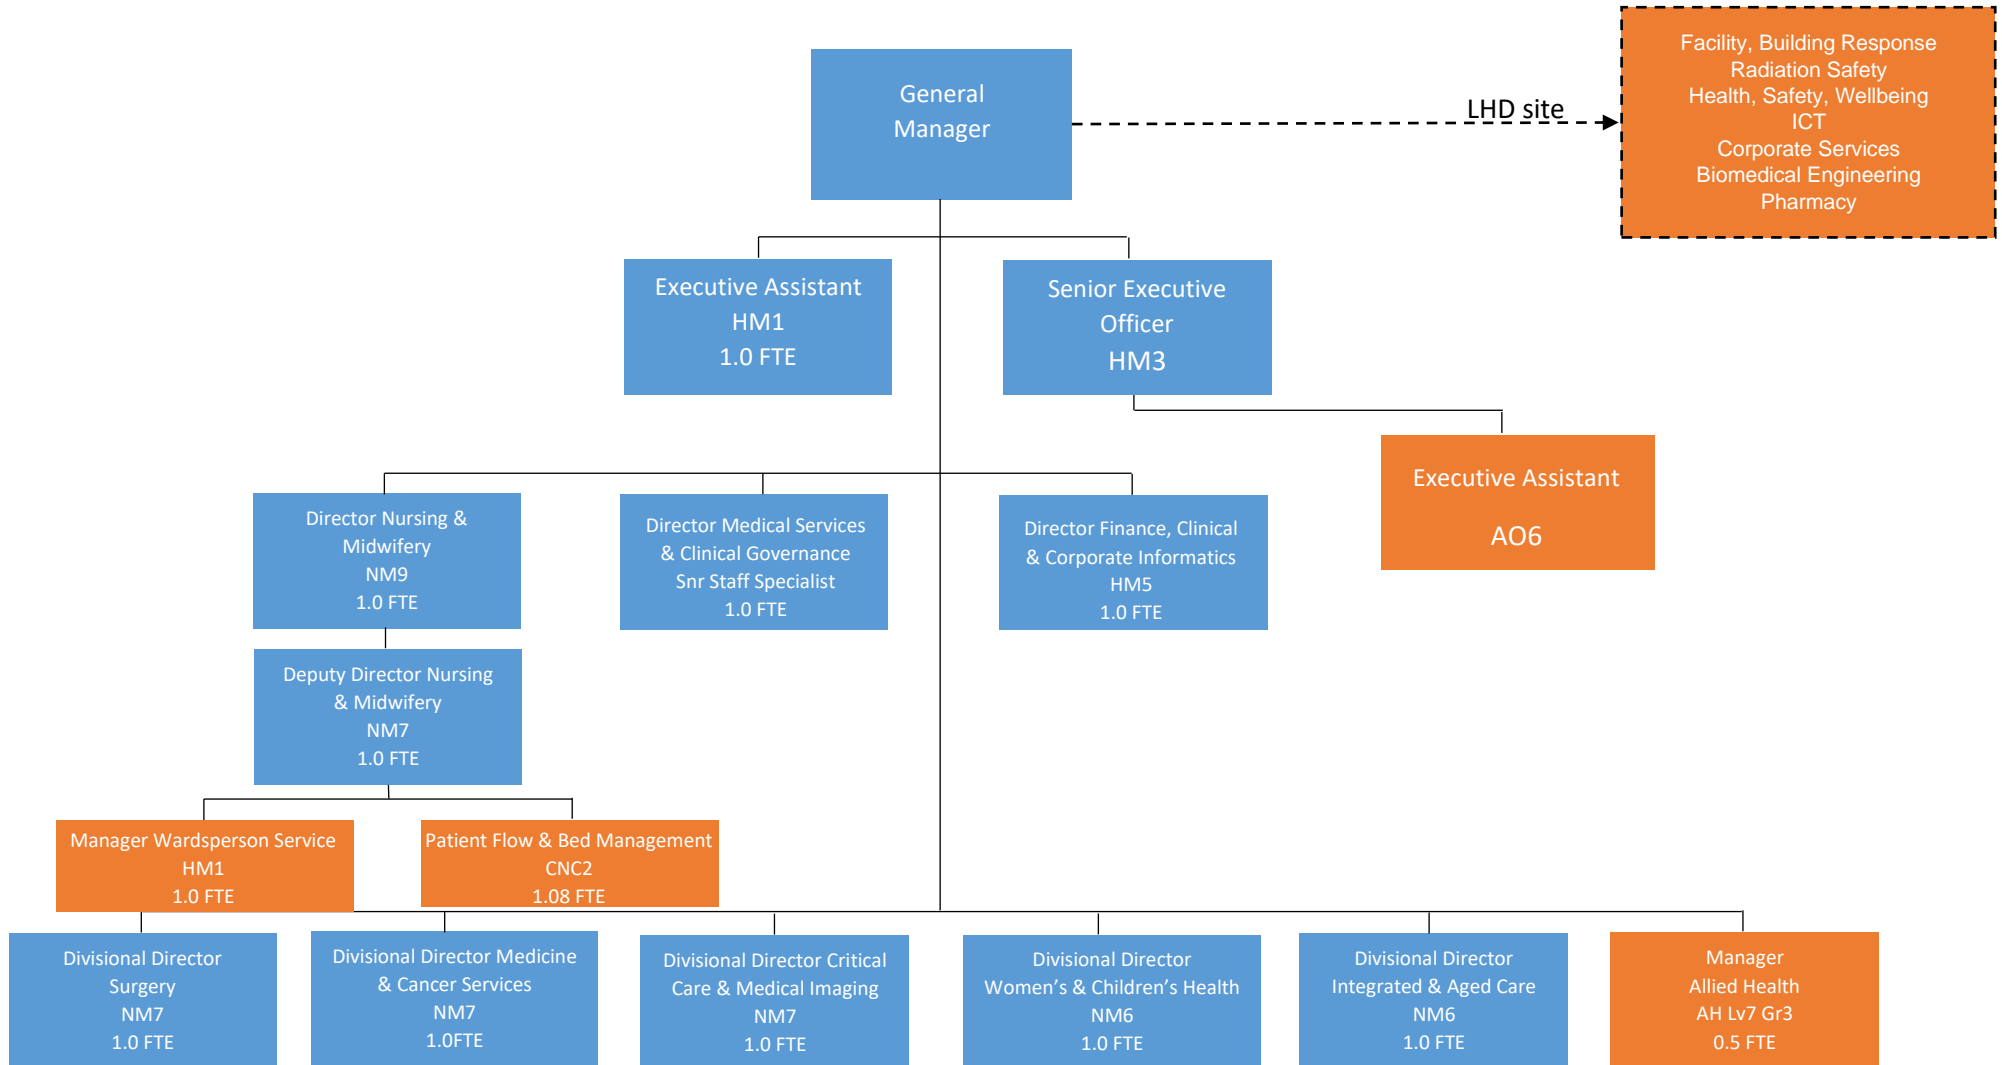 General
Manager
LHD site
Facility, Building Response
Radiation Safety
Health, Safety, Wellbeing
ICT
Corporate Services
Biomedical Engineering
Pharmacy
Executive Assistant
HM1
1.0 FTE
Senior Executive
Officer
HM3
Executive Assistant
AO6
Director Nursing &
Midwifery
NM9
1.0 FTE
Director Medical Services
& Clinical Governance
Snr Staff Specialist
1.0 FTE
Director Finance, Clinical
& Corporate Informatics
HM5
1.0 FTE
Deputy Director Nursing
& Midwifery
NM7
1.0 FTE
Manager Wardsperson Service
HM1
1.0 FTE
Patient Flow & Bed Management
CNC2
1.08 FTE
Divisional Director
Surgery
NM7
1.0 FTE
Divisional Director Medicine
& Cancer Services
NM7
1.0FTE
Divisional Director Critical
Care & Medical Imaging
NM7
1.0 FTE
Divisional Director
Women’s & Children’s Health
NM6
1.0 FTE
Divisional Director
Integrated & Aged Care
NM6
1.0 FTE
Manager
Allied Health
AH Lv7 Gr3
0.5 FTE